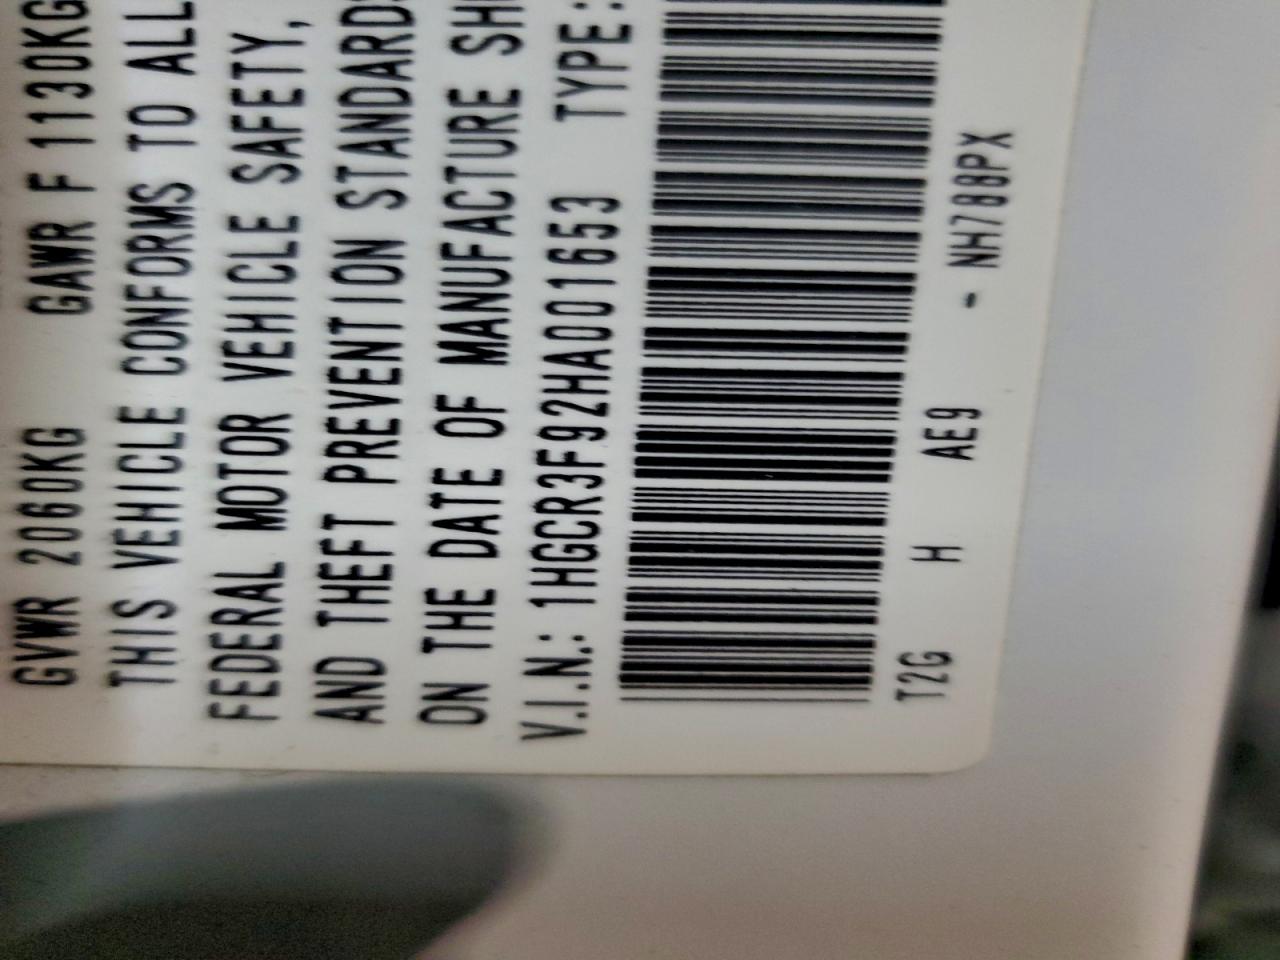 GVWR 2060KG GAWR F 1130KG
THIS VEHICLE CONFORMS TO ALL
FEDERAL MOTOR VEHICLE SAFETY,
AND THEFT PREVENTION STANDARDS
ON THE DATE OF MANUFACTURE SH
V.I.N.: 1HGCR3F92HA001653 TYPE:
T2G H AE9 - NH788PX